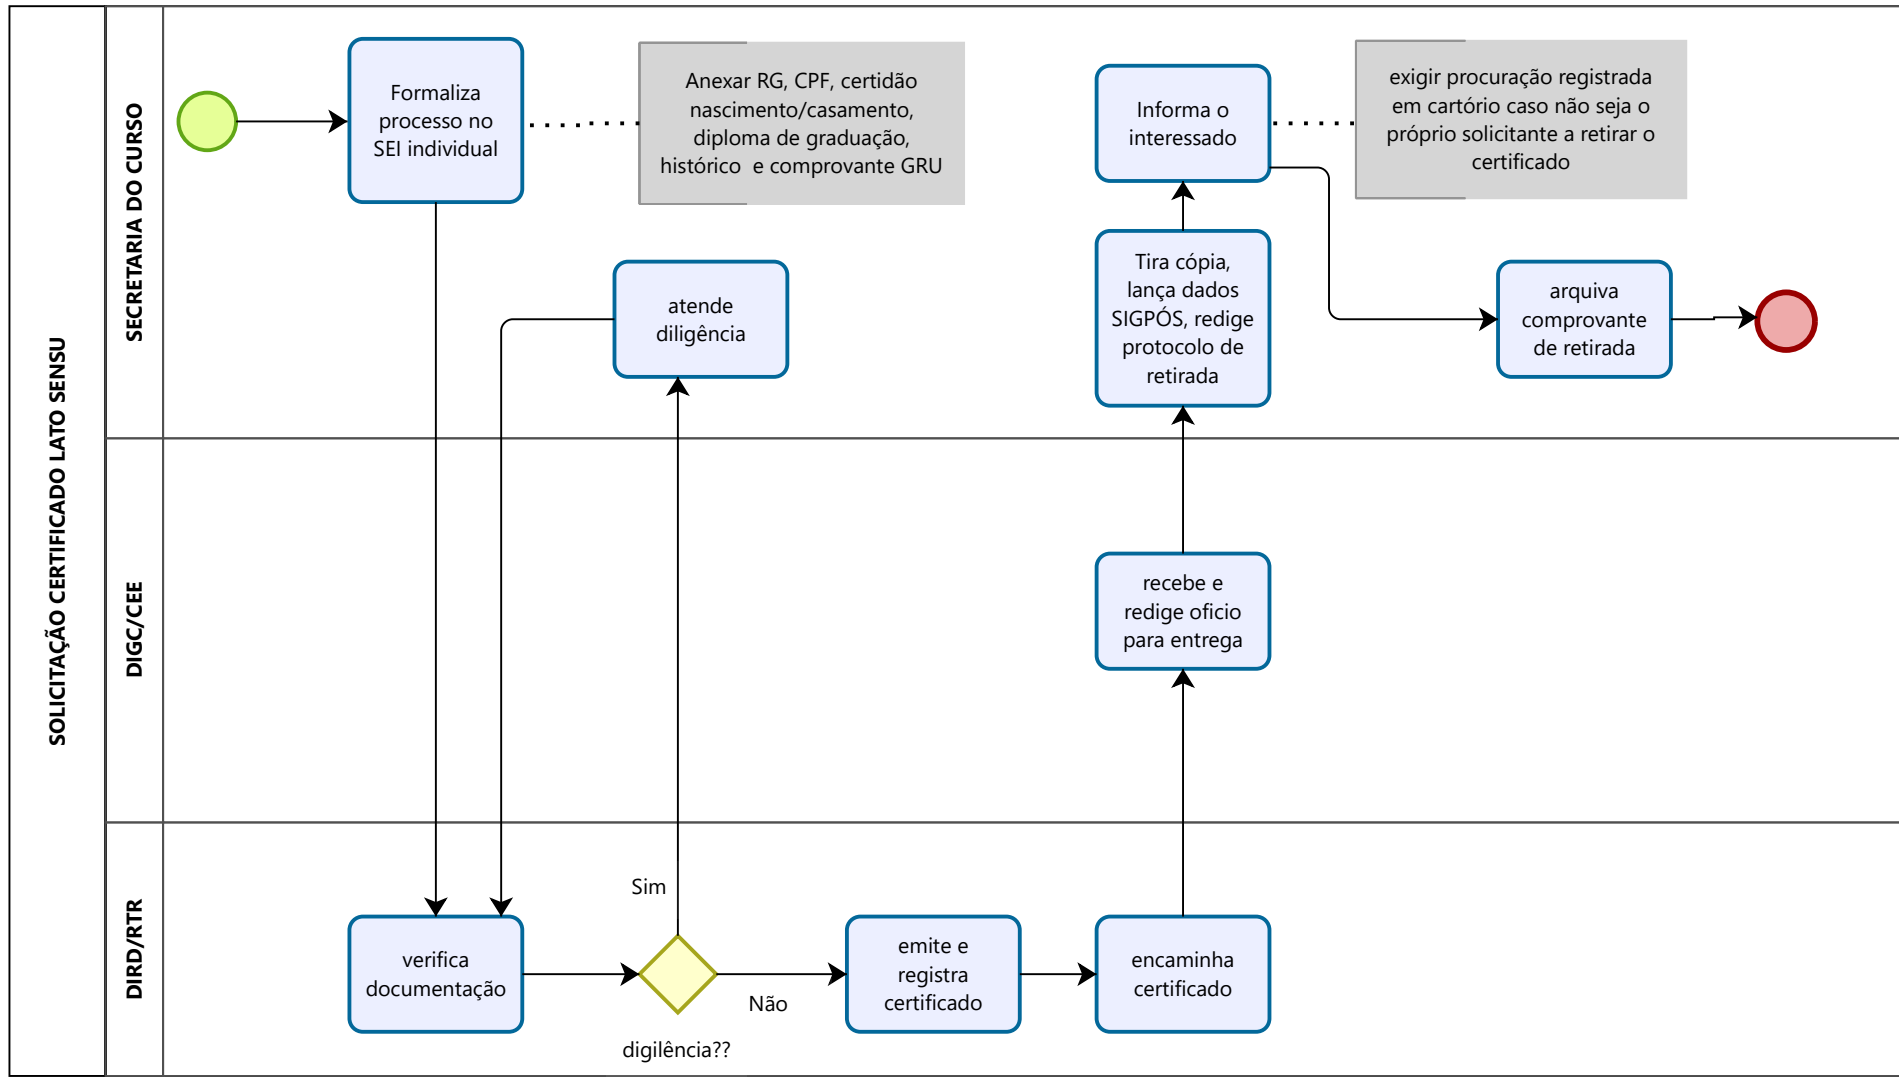 SOLICITAÇÃO CERTIFICADO LATO SENSU
SECRETARIA DO CURSO
Formaliza
processo no
SEI individual
Anexar RG, CPF, certidão
nascimento/casamento,
diploma de graduação,
histórico  e comprovante GRU
atende
diligência
Informa o
interessado
exigir procuração registrada
em cartório caso não seja o
próprio solicitante a retirar o
certificado
Tira cópia,
lança dados
SIGPÓS, redige
protocolo de
retirada
arquiva
comprovante
de retirada
DIGC/CEE
recebe e
redige oficio
para entrega
DIRD/RTR
verifica
documentação
Sim
Não
digilência??
emite e
registra
certificado
encaminha
certificado